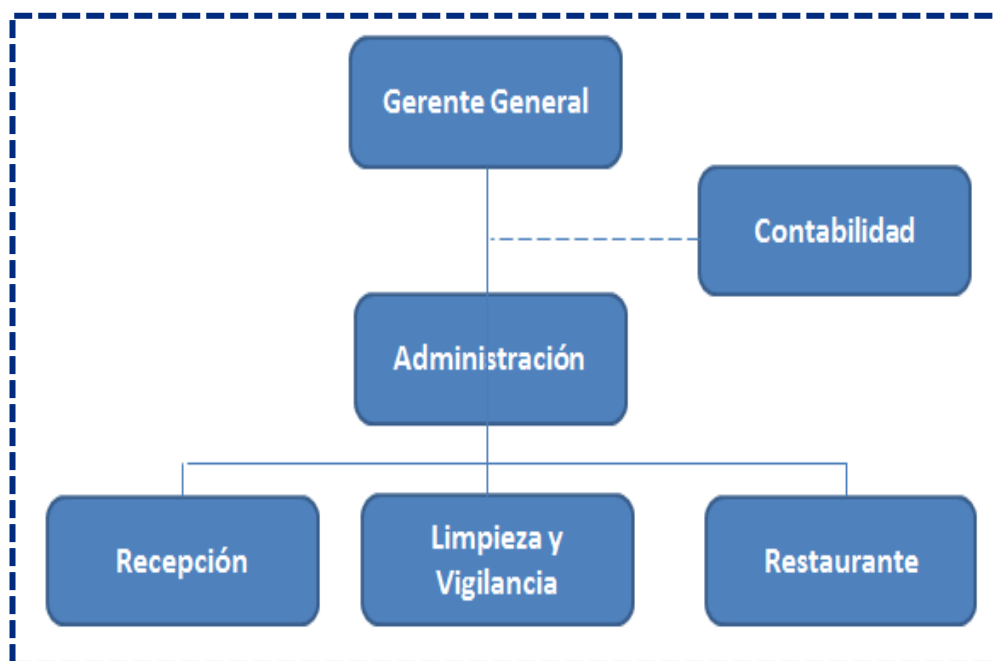 Gerente General
Contabilidad
Administración
Recepción
Limpieza y
Vigilancia
Restaurante